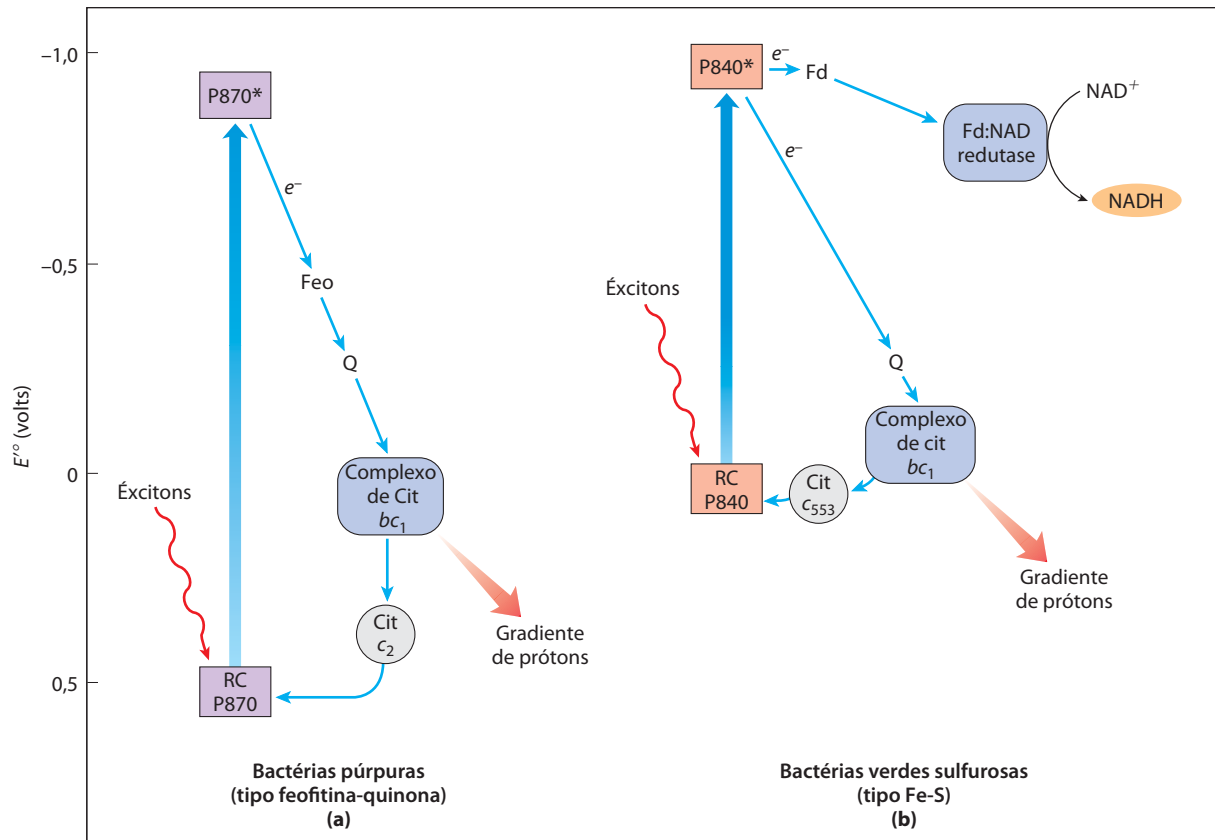 E′° (volts)
–1,0
–0,5
0
0,5
P870*
e–
Feo
Q
Complexo
de Cit
bc1
Éxcitons
Cit
c2
Gradiente
de prótons
RC
P870
Bactérias púrpuras
(tipo feofitina-quinona)
(a)
P840*
e–
Fd
NAD+
Fd:NAD
redutase
NADH
e–
Éxcitons
Q
Complexo
de cit
bc1
RC
P840
Cit
c553
Gradiente
de prótons
Bactérias verdes sulfurosas
(tipo Fe-S)
(b)